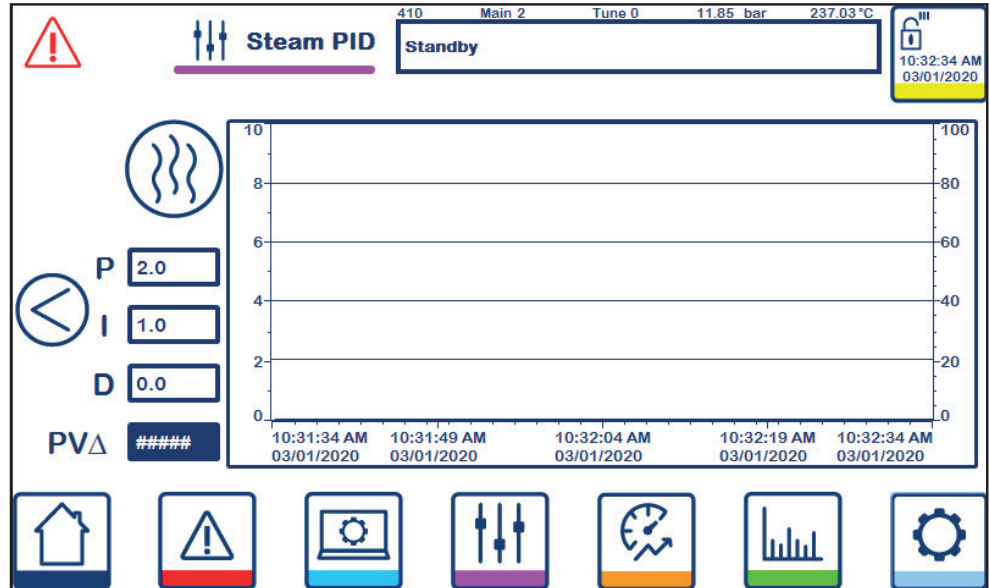 410 Main 2 Tune 0 11.85 bar 237.03 °C
Steam PID
Standby
10:32:34 AM
03/01/2020
10 100
8 80
6 60
4 40
2 20
0 0
P 2.0
I 1.0
D 0.0
PV∆ #####
10:31:34 AM 10:31:49 AM 10:32:04 AM 10:32:19 AM 10:32:34 AM
03/01/2020 03/01/2020 03/01/2020 03/01/2020 03/01/2020